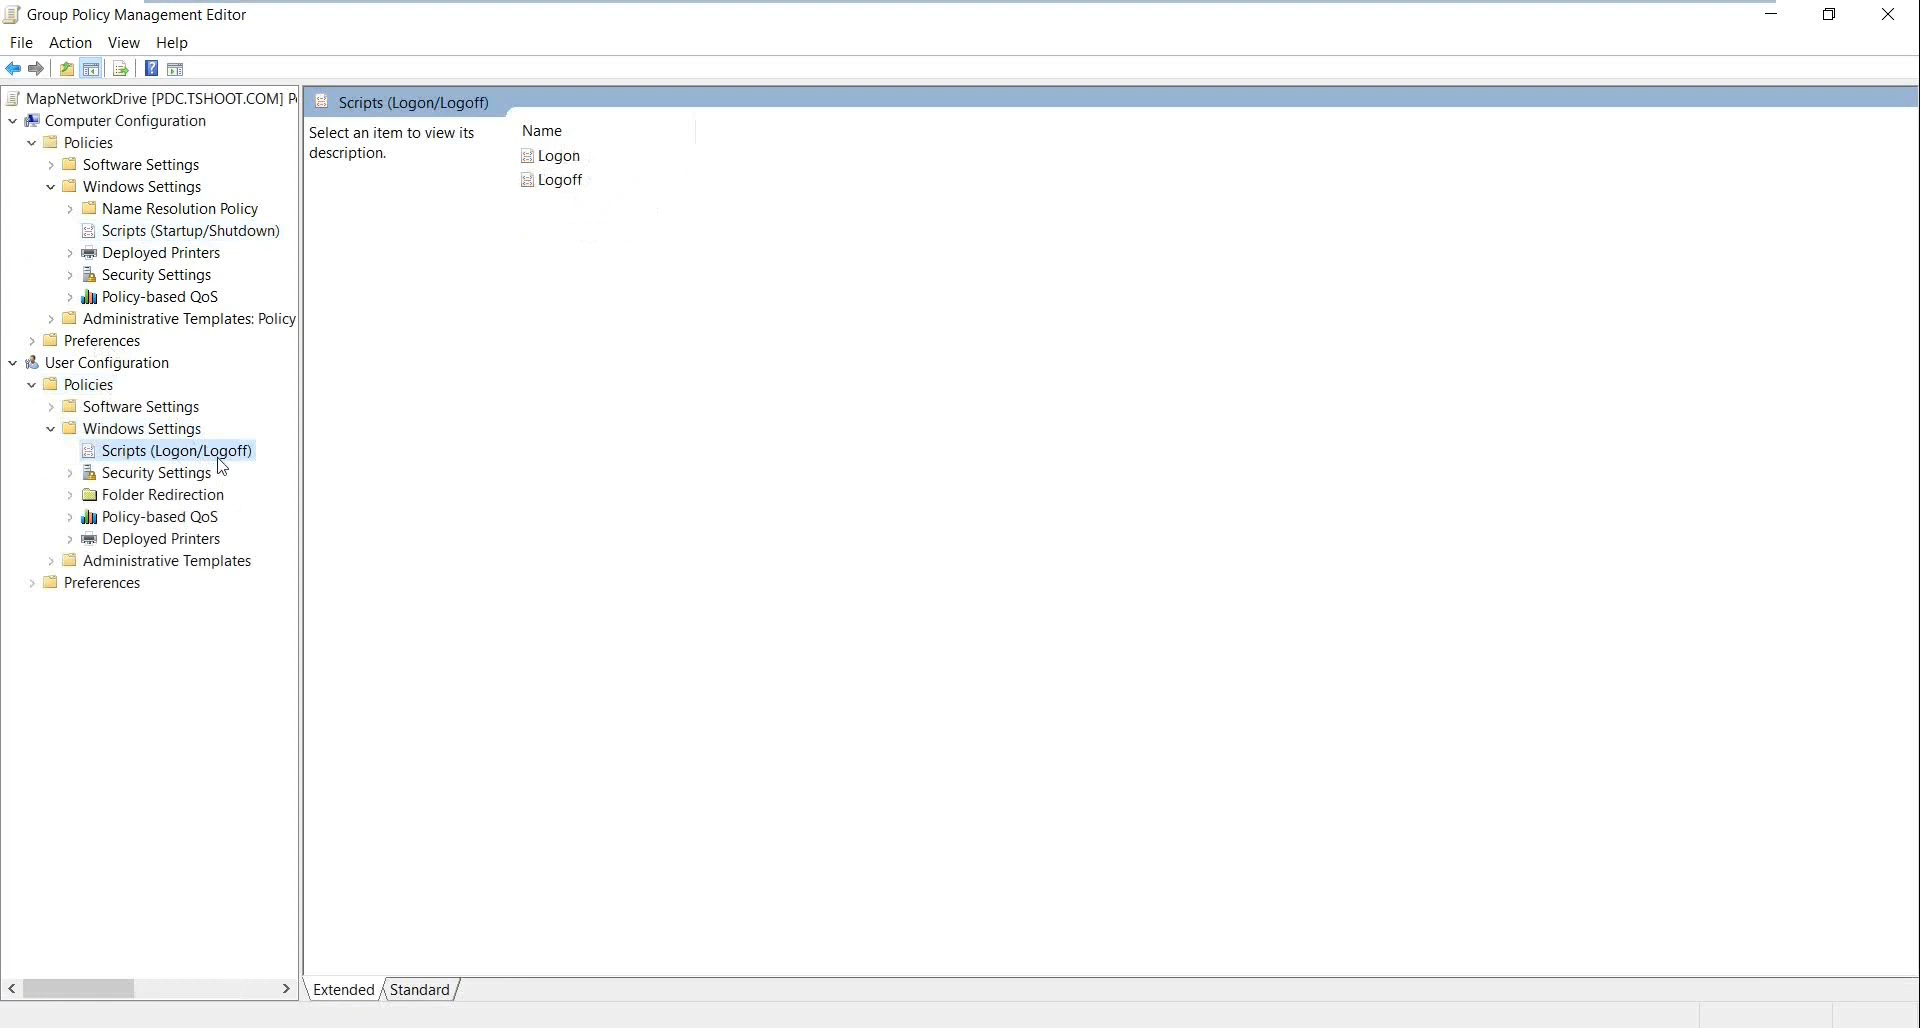 Group Policy Management Editor
File Action View Help
MapNetworkDrive [PDC.TSHOOT.COM]
Computer Configuration
Policies
Software Settings
Windows Settings
Name Resolution Policy
Scripts (Startup/Shutdown)
Deployed Printers
Security Settings
Policy-based QoS
Administrative Templates: Policy
Preferences
User Configuration
Policies
Software Settings
Windows Settings
Scripts (Logon/Logoff)
Security Settings
Folder Redirection
Policy-based QoS
Deployed Printers
Administrative Templates
Preferences
Scripts (Logon/Logoff)
Select an item to view its
description.
Name
Logon
Logoff
Extended Standard